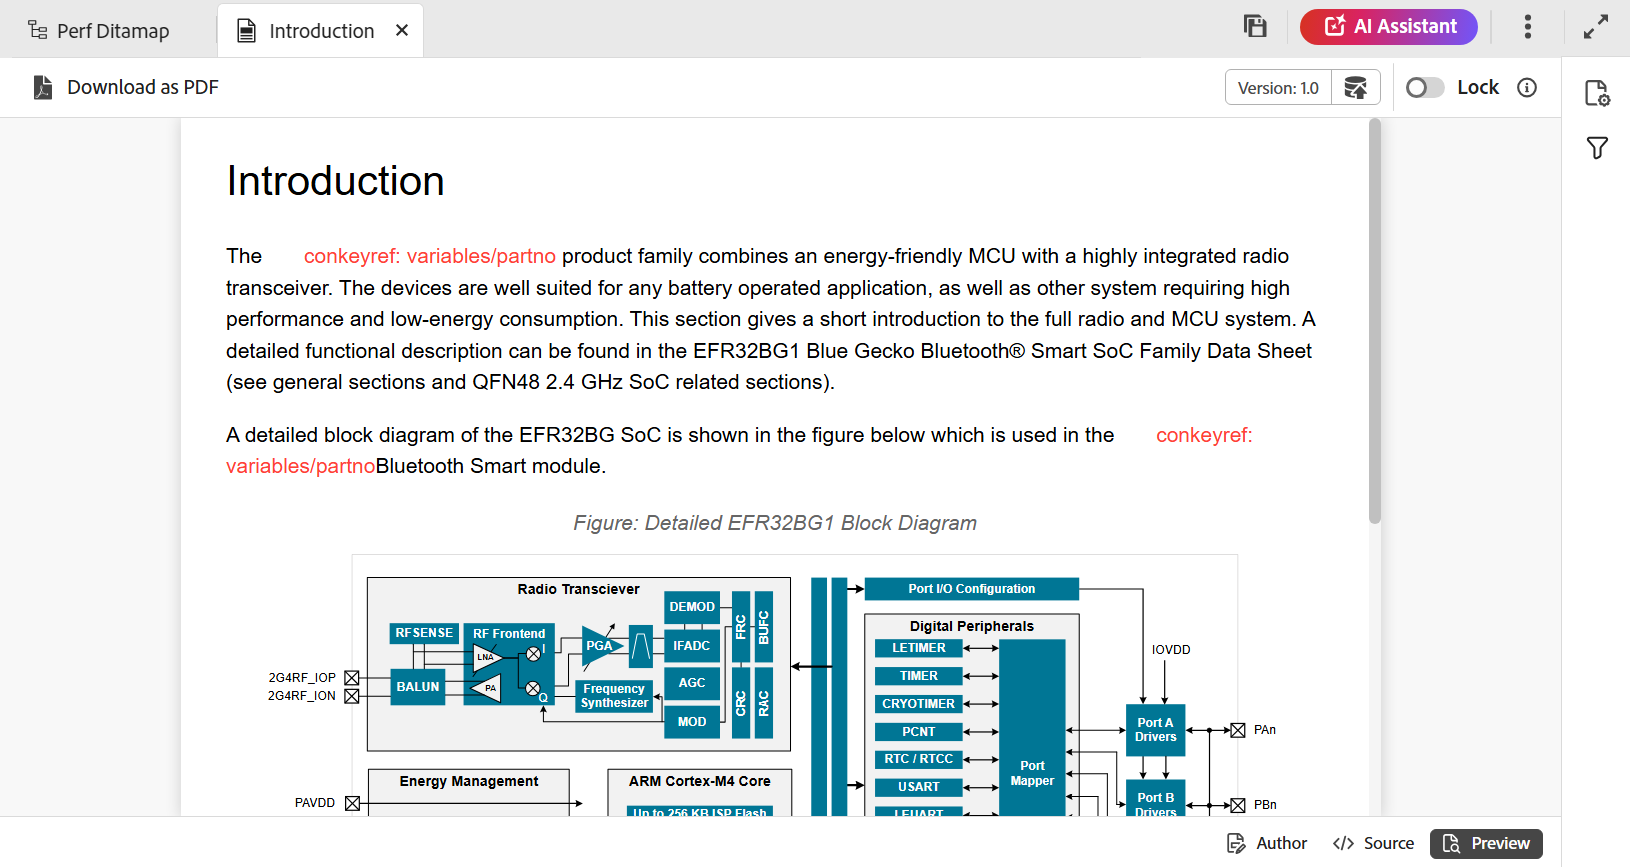 Perf Ditamap
Introduction
AI Assistant
Download as PDF
Version: 1.0
Lock
Introduction
The conkeyref: variables/partno product family combines an energy-friendly MCU with a highly integrated radio
transceiver. The devices are well suited for any battery operated application, as well as other system requiring high
performance and low-energy consumption. This section gives a short introduction to the full radio and MCU system. A
detailed functional description can be found in the EFR32BG1 Blue Gecko Bluetooth® Smart SoC Family Data Sheet
(see general sections and QFN48 2.4 GHz SoC related sections).
A detailed block diagram of the EFR32BG SoC is shown in the figure below which is used in the conkeyref:
variables/partnoBluetooth Smart module.
Figure: Detailed EFR32BG1 Block Diagram
Radio Transciever
RFSENSE
RF Frontend
LNA
I
PA
Q
BALUN
2G4RF_IOP
2G4RF_ION
PGA
Frequency
Synthesizer
DEMOD
IFADC
AGC
MOD
FRC
BUFC
CRC
RAC
Energy Management
PAVDD
ARM Cortex-M4 Core
Up to 256 KB ISP Flash
Port I/O Configuration
Digital Peripherals
LETIMER
TIMER
CRYOTIMER
PCNT
RTC / RTCC
USART
LEUART
Port
Mapper
IOVDD
Port A
Drivers
PAn
Port B
Drivers
PBn
Author
</> Source
Preview